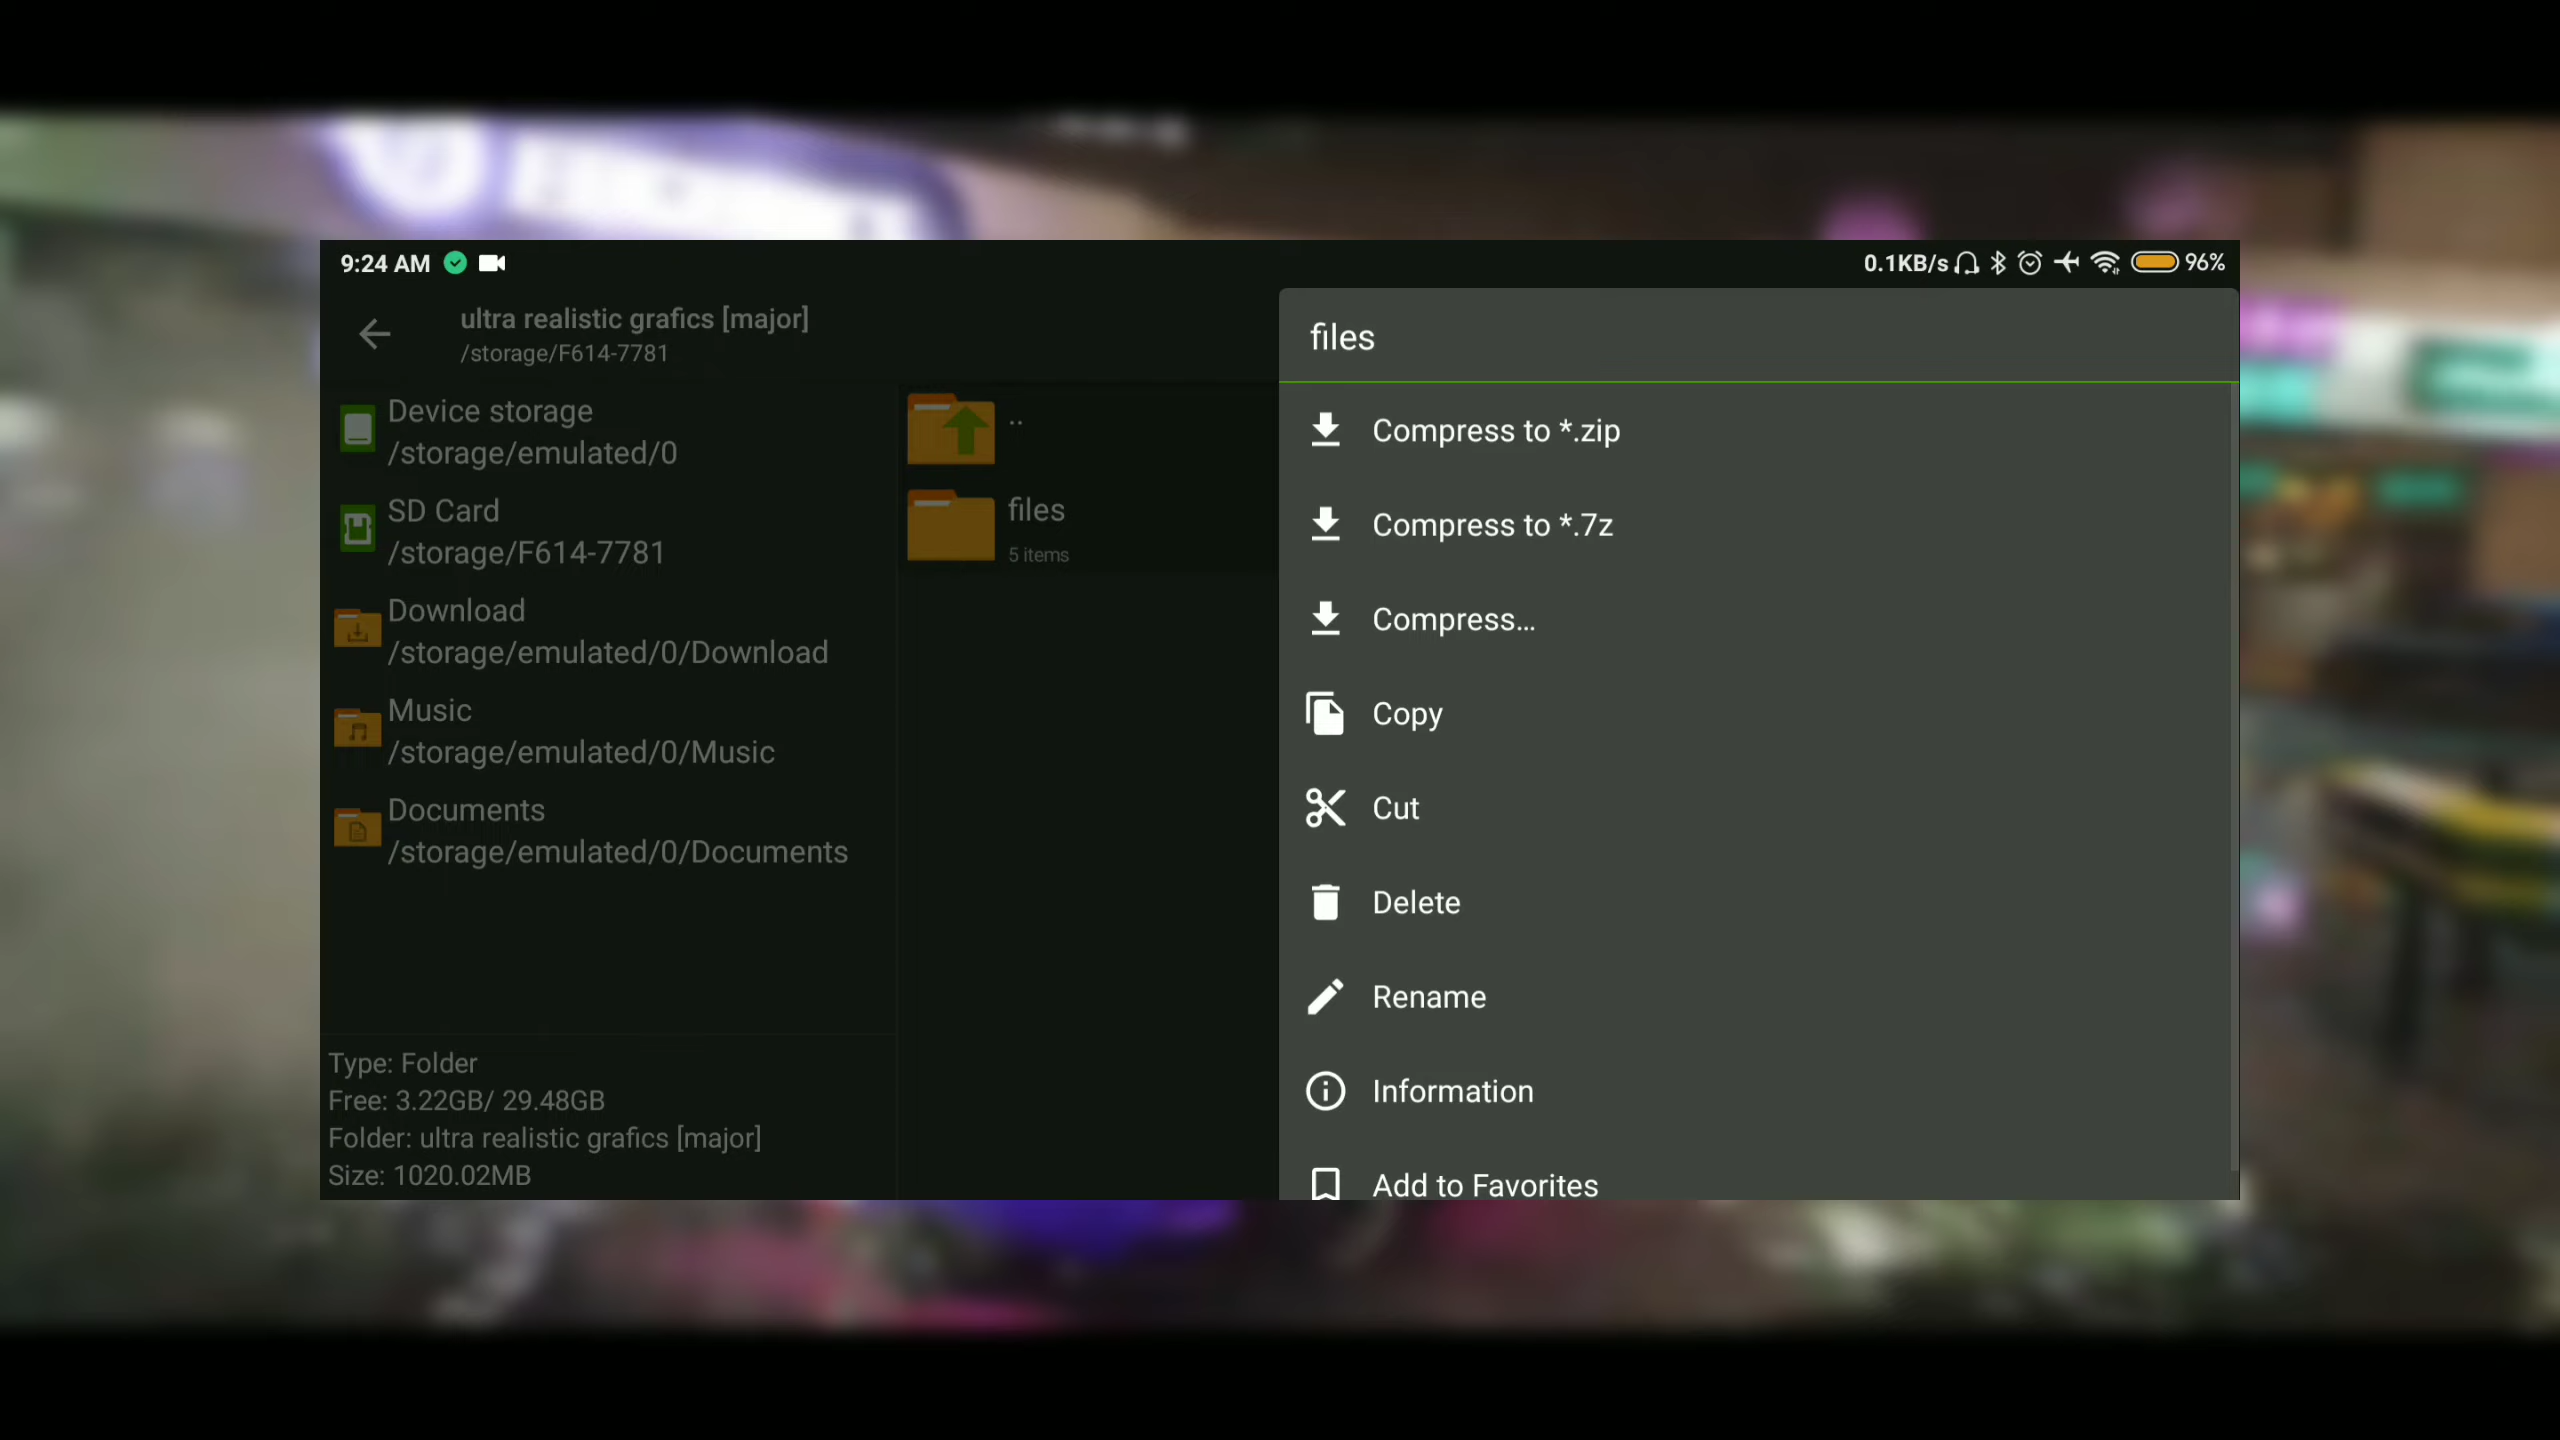 9:24 AM
0.1KB/s
96%
ultra realistic grafics [major]
/storage/F614-7781
Device storage
/storage/emulated/0
SD Card
/storage/F614-7781
Download
/storage/emulated/0/Download
Music
/storage/emulated/0/Music
Documents
/storage/emulated/0/Documents
Type: Folder
Free: 3.22GB/ 29.48GB
Folder: ultra realistic grafics [major]
Size: 1020.02MB
..
files
5 items
files
Compress to *.zip
Compress to *.7z
Compress...
Copy
Cut
Delete
Rename
Information
Add to Favorites